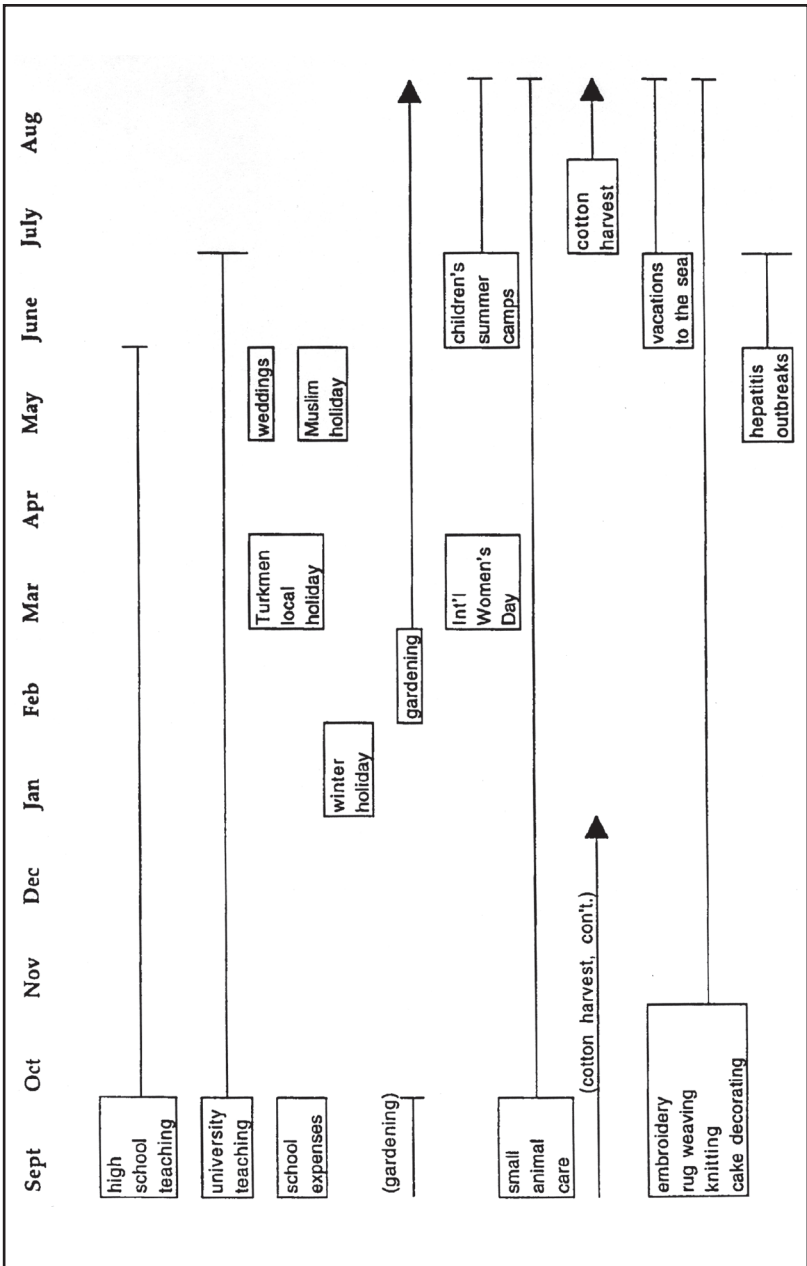 Sept Oct Nov Dec Jan Feb Mar Apr May June July Aug
high
school
teaching
university
teaching
school
expenses
Turkmen
local
holiday
weddings
Muslim
holiday
winter
holiday
(gardening)
gardening
Int'l
Women's
Day
children's
summer
camps
small
animal
care
(cotton harvest, con't.)
cotton
harvest
embroidery
rug weaving
knitting
cake decorating
vacations
to the sea
hepatitis
outbreaks